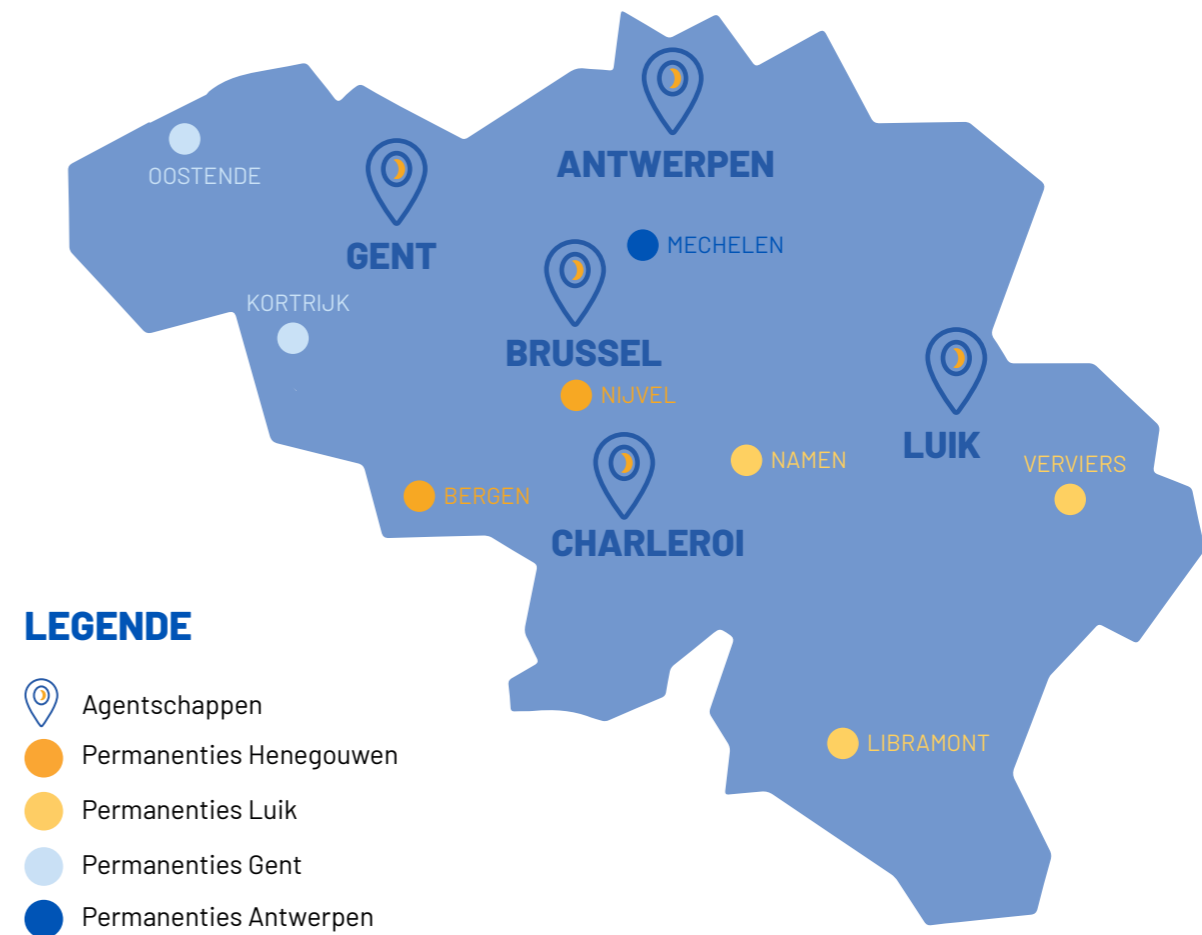 ANTWERPEN
OOSTENDE
GENT
MECHELEN
KORTRIJK
BRUSSEL
NIJVEL
LUIK
NAMEN
VERVIERS
BERGEN
CHARLEROI
LIBRAMONT
LEGENDE
Agentschappen
Permanenties Henegouwen
Permanenties Luik
Permanenties Gent
Permanenties Antwerpen